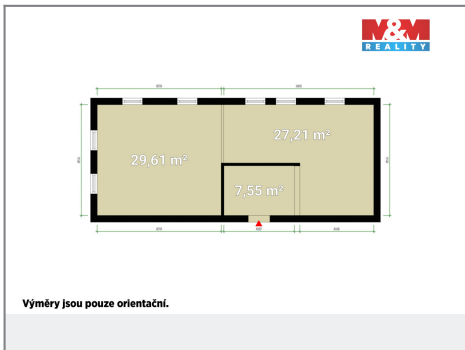 M&M
REALITY
29,61 m²
27,21 m²
7,55 m²
Výměry jsou pouze orientační.